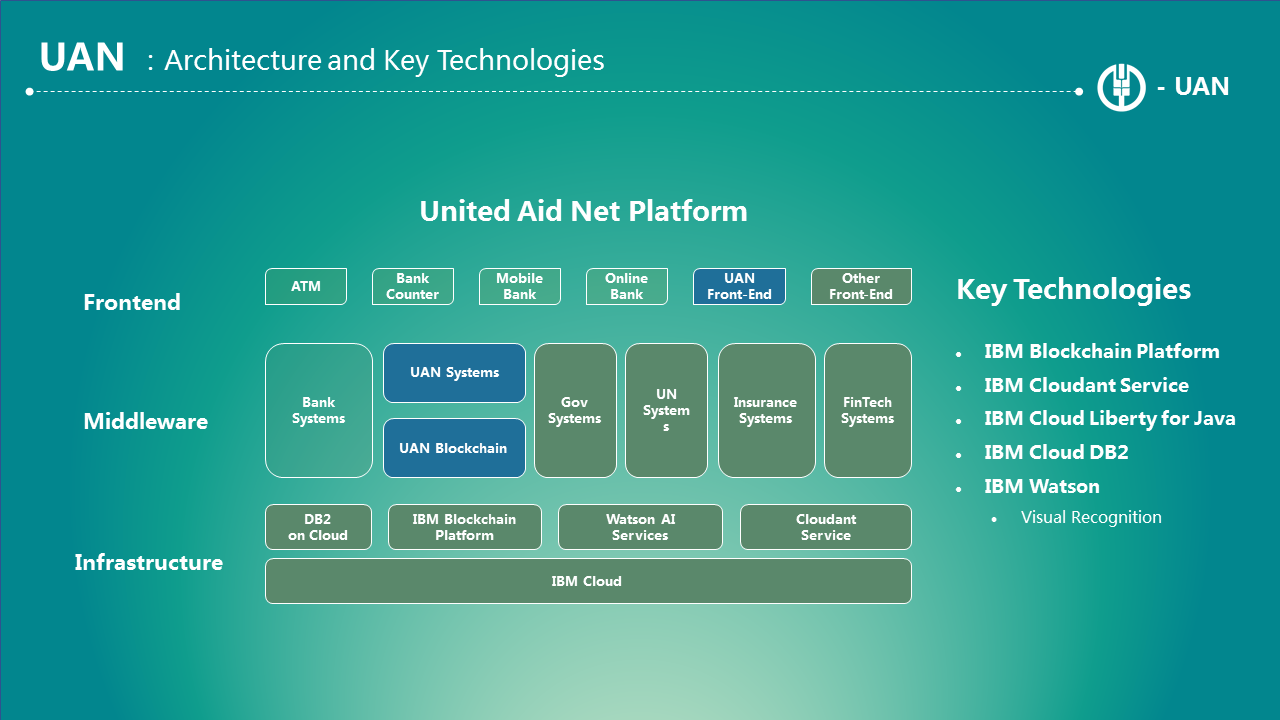 UAN : Architecture and Key Technologies
- UAN
United Aid Net Platform
Frontend
ATM
Bank
Counter
Mobile
Bank
Online
Bank
UAN
Front-End
Other
Front-End
Middleware
Bank
Systems
UAN Systems
UAN Blockchain
Gov
Systems
UN
System
s
Insurance
Systems
FinTech
Systems
Infrastructure
DB2
on Cloud
IBM Blockchain
Platform
Watson AI
Services
Cloudant
Service
IBM Cloud
Key Technologies
• IBM Blockchain Platform
• IBM Cloudant Service
• IBM Cloud Liberty for Java
• IBM Cloud DB2
• IBM Watson
• Visual Recognition